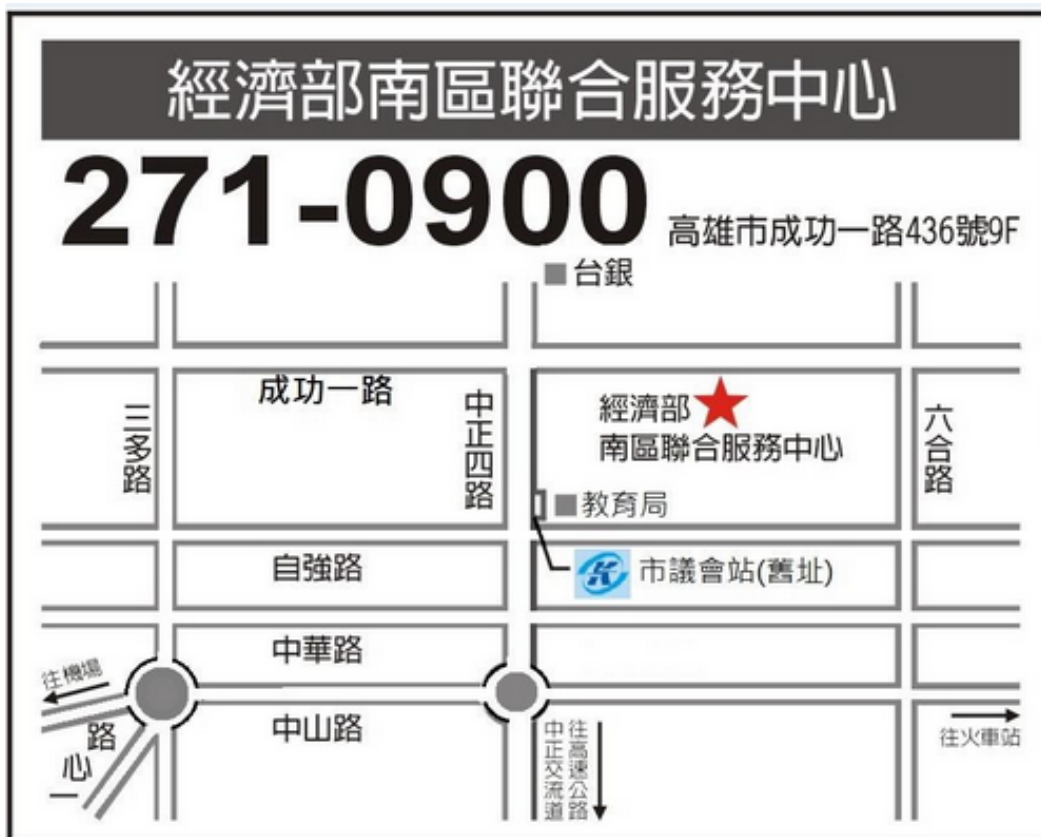 經濟部南區聯合服務中心
271-0900
高雄市成功一路436號9F
台銀
成功一路
三多路
中正四路
經濟部
南區聯合服務中心
六合路
教育局
自強路
K 市議會站(舊址)
中華路
往機場
中山路
一心路
往高速公路
中正交流道
往火車站